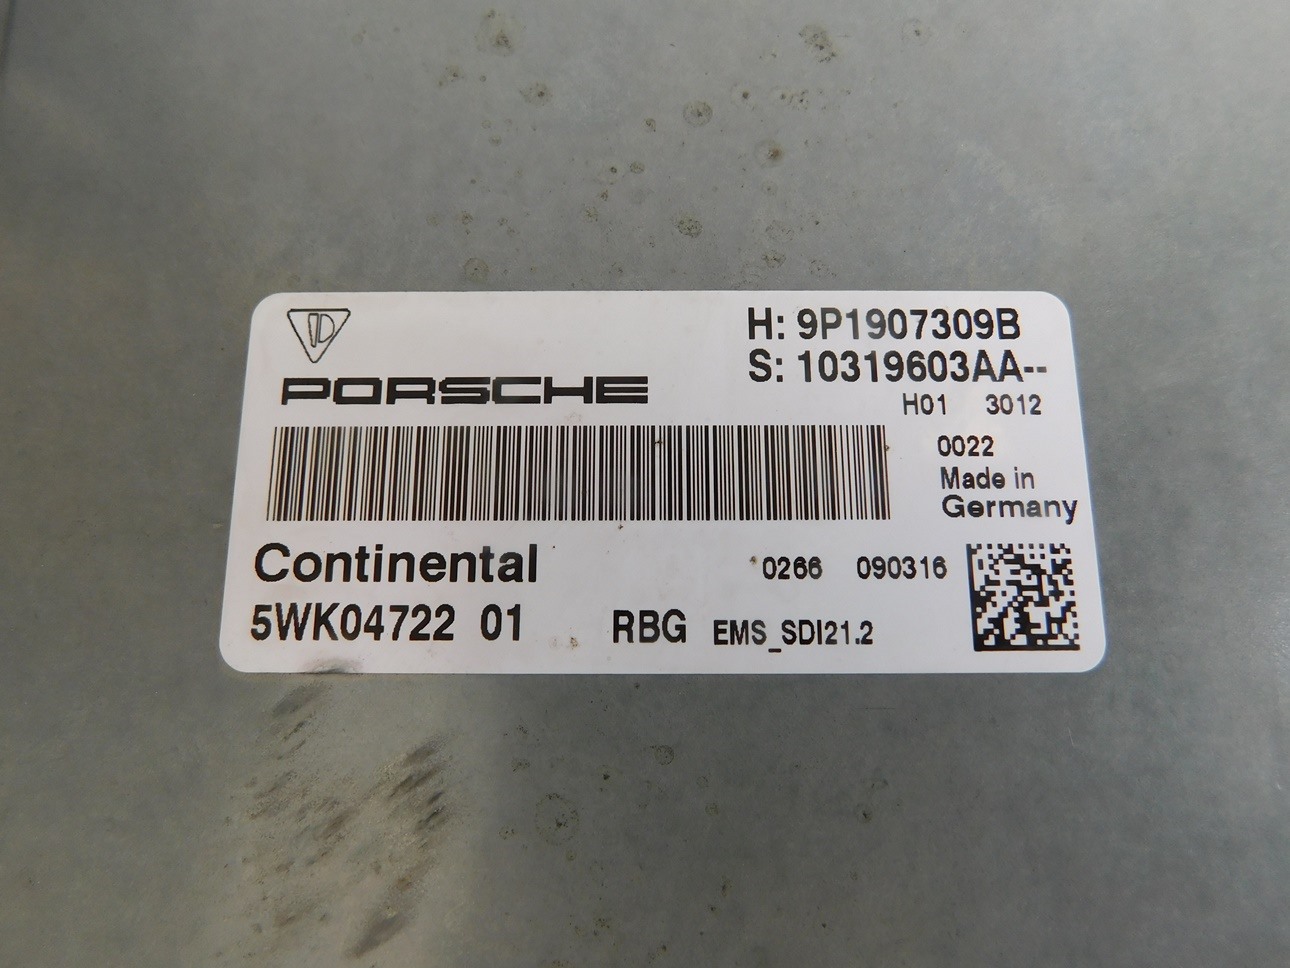 PORSCHE
H: 9P1907309B
S: 10319603AA--
H01 3012
0022
Made in
Germany
Continental
0266 090316
5WK04722 01 RBG EMS_SDI21.2